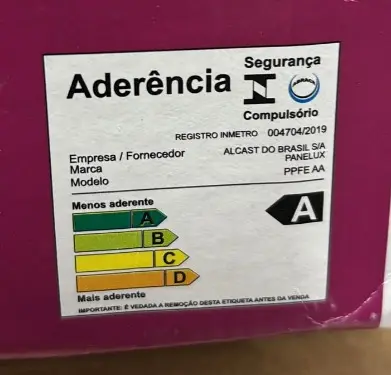 Aderência
Segurança
ABRACE
Compulsório
REGISTRO INMETRO 004704/2019
Empresa / Fornecedor ALCAST DO BRASIL S/A
Marca PANELUX
Modelo PPFE AA
Menos aderente
A
B
C
D
A
Mais aderente
IMPORTANTE: É VEDADA A REMOÇÃO DESTA ETIQUETA ANTES DA VENDA